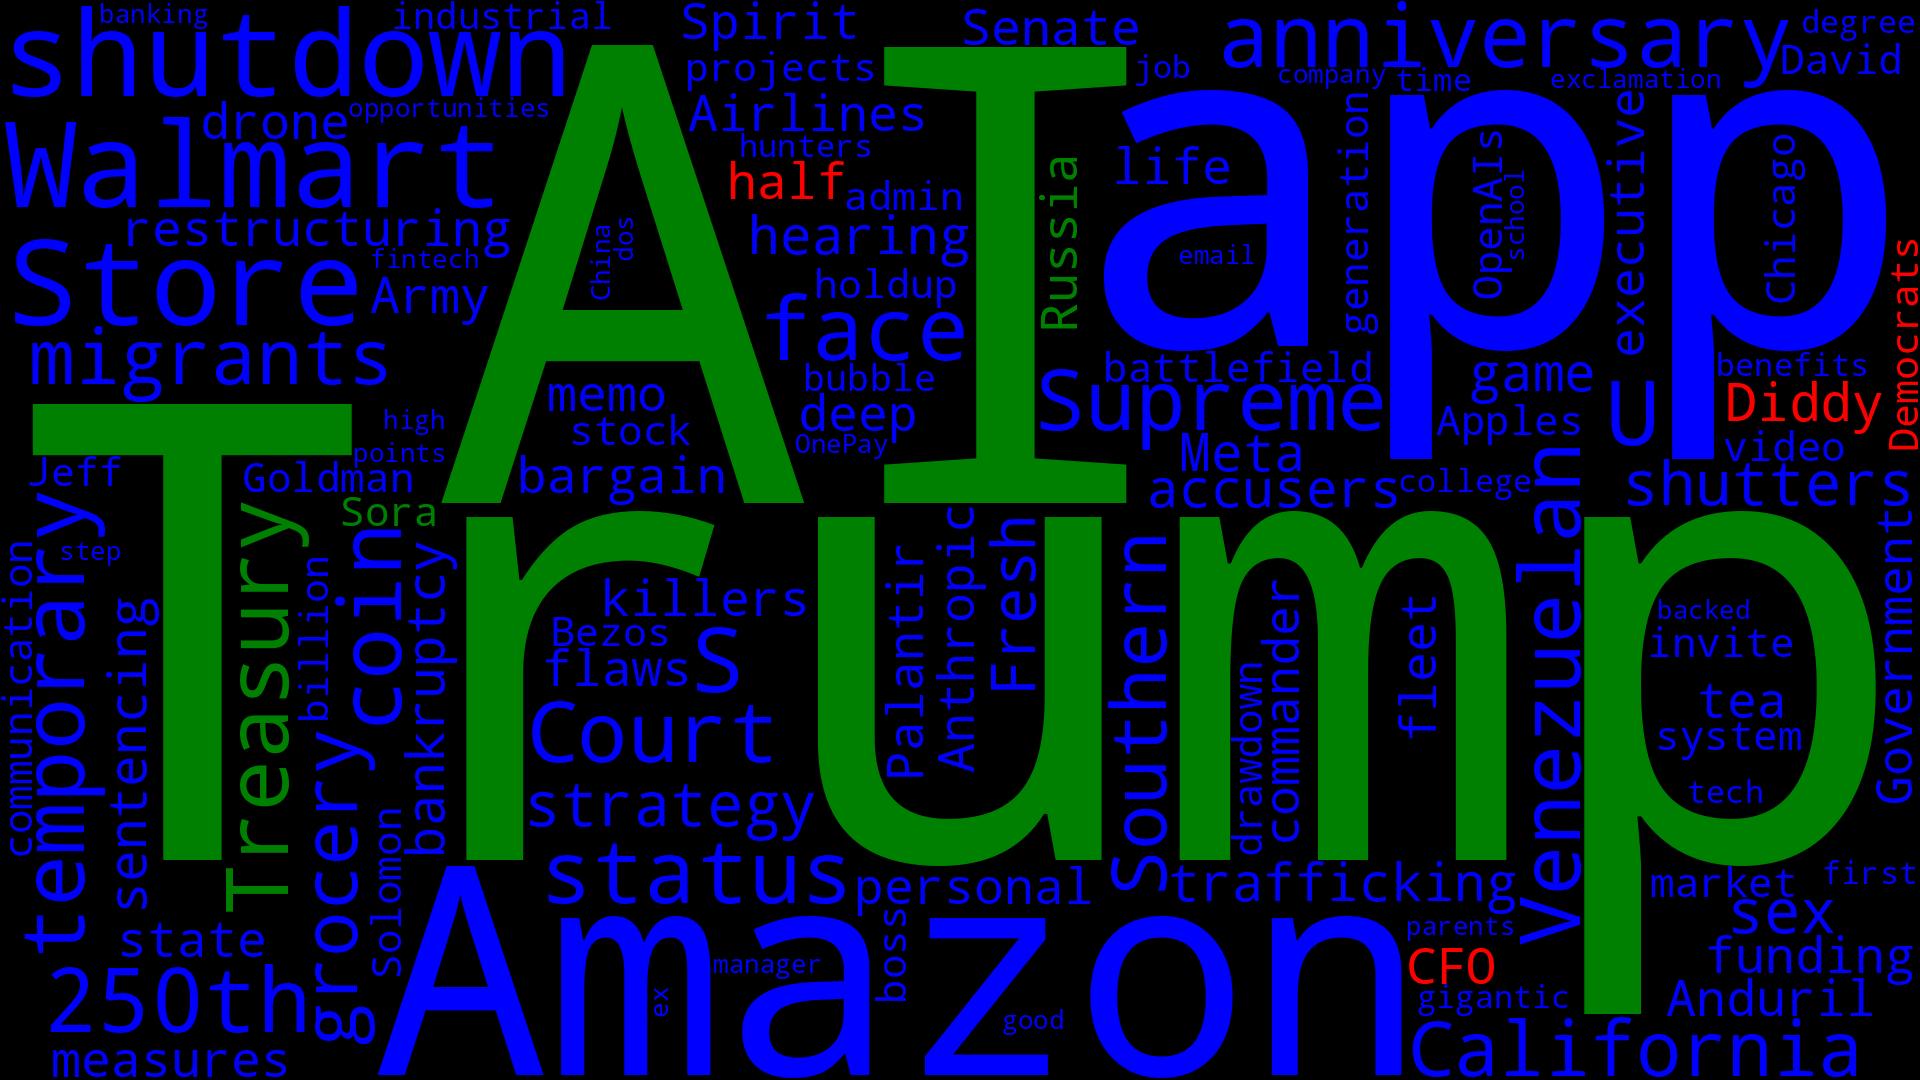 banking
industrial
shutdown
Spirit
Senate
anniversary
degree
David
projects
job
company
time
exclamation
drone
opportunities
Airlines
Walmart
hunters
half
admin
life
restructuring
hearing
Store
fintech
Army
China
dos
holdup
face
Russia
email
generation
OpenAIs
school
executive
Chicago
Democrats
AI
app
migrants
memo
stock
bubble
deep
OnePay
bargain
battlefield
Supreme
game
Apples
U
benefits
Diddy
video
Meta
accusers
college
shutters
high
points
Jeff
Goldman
Sora
Trump
step
communication
temporary
sentencing
Treasury
billion
coin
grocery
bankruptcy
Solomon
killers
Bezos
flaws
S
Court
strategy
Palantir
Anthropic
Fresh
Southern
drawdown
commander
fleet
Venezuelan
backed
invite
tea
system
tech
Government
status
personal
trafficking
market
first
sex
state
250th
measures
boss
manager
ex
good
Amazon
parents
CFO
gigantic
funding
Anduril
California